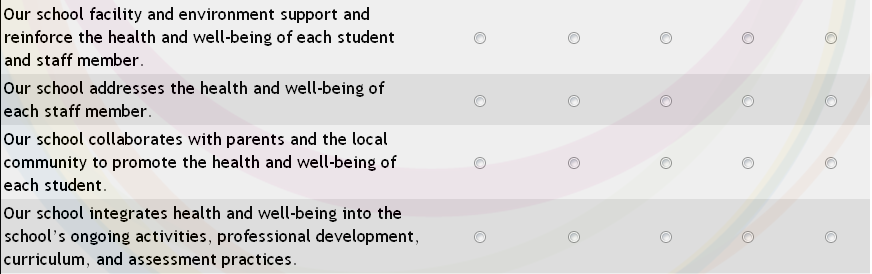 Our school facility and environment support and
reinforce the health and well-being of each student
and staff member.
Our school addresses the health and well-being of
each staff member.
Our school collaborates with parents and the local
community to promote the health and well-being of
each student.
Our school integrates health and well-being into the
school's ongoing activities, professional development,
curriculum, and assessment practices.